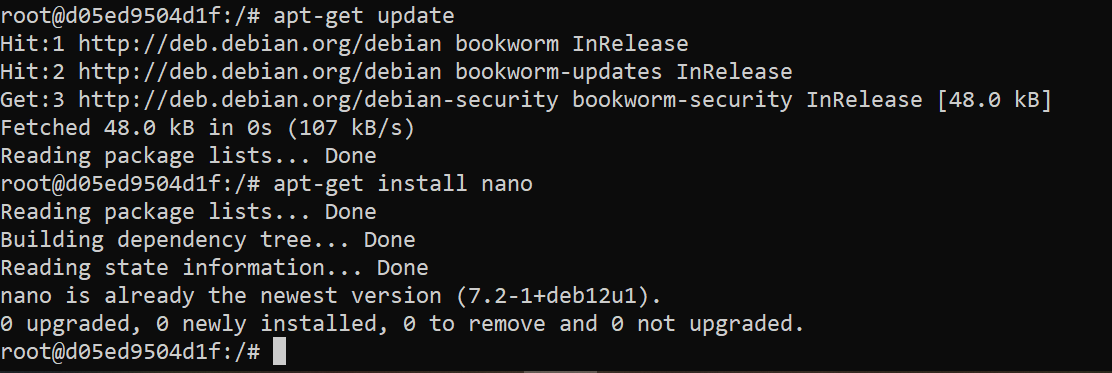 root@d05ed9504d1f:/# apt-get update
Hit:1 http://deb.debian.org/debian bookworm InRelease
Hit:2 http://deb.debian.org/debian bookworm-updates InRelease
Get:3 http://deb.debian.org/debian-security bookworm-security InRelease [48.0 kB]
Fetched 48.0 kB in 0s (107 kB/s)
Reading package lists... Done
root@d05ed9504d1f:/# apt-get install nano
Reading package lists... Done
Building dependency tree... Done
Reading state information... Done
nano is already the newest version (7.2-1+deb12u1).
0 upgraded, 0 newly installed, 0 to remove and 0 not upgraded.
root@d05ed9504d1f:/#